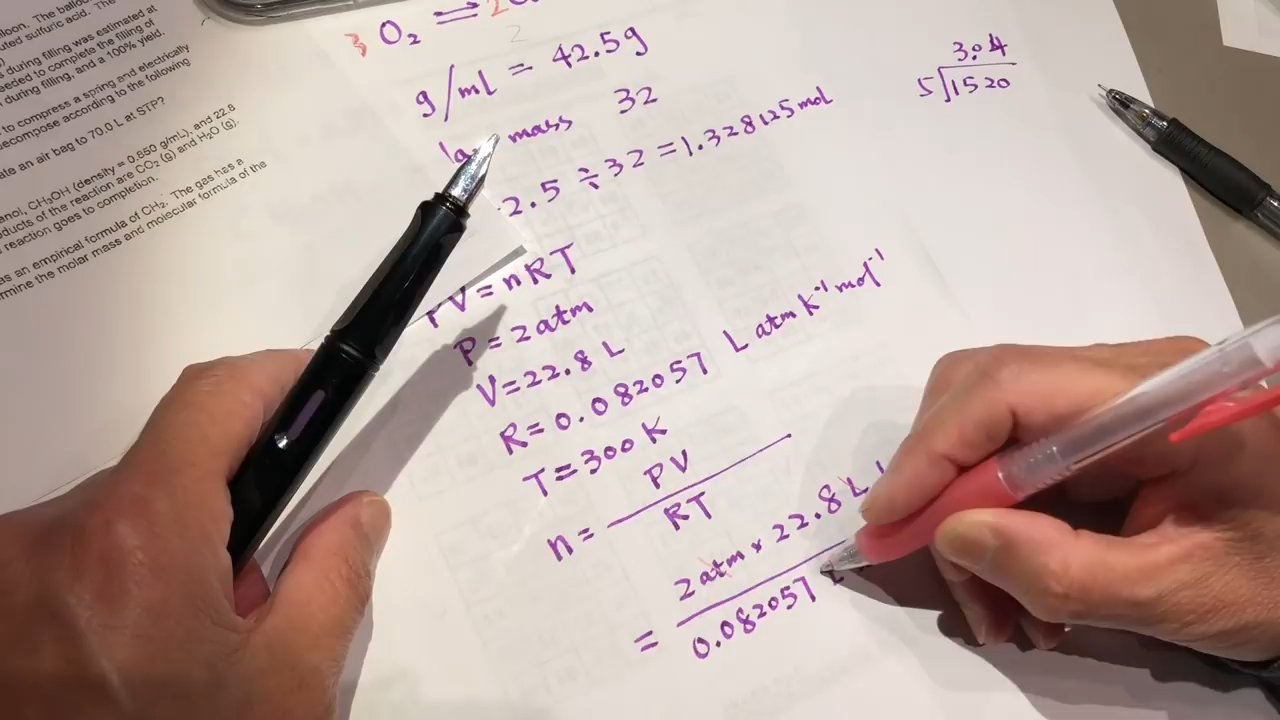 lloon. The balloo
uted sulfuric acid. The
s during filling was estimated at
eeded to complete the filling of
during filling, and a 100% yield.
to compress a spring and electrically
decompose according to the following
ate an air bag to 70.0 L at STP?
anol, CH3OH (density = 0.850 g/mL), and 22.8
oducts of the reaction are CO2 (g) and H2O (g).
reaction goes to completion.
as an empirical formula of CH2. The gas has a
rmine the molar mass and molecular formula of the
3 O2 ⇌ 2
2
g/ml = 42.5g
mass 32
2.5 ÷ 32 = 1.328125 mol
3.04
5 1520
PV = nRT
P = 2 atm
V = 22.8 L
R = 0.082057 L atm K⁻¹ mol⁻¹
T = 300 K
n = PV
RT
= 2 atm × 22.8 L
0.082057